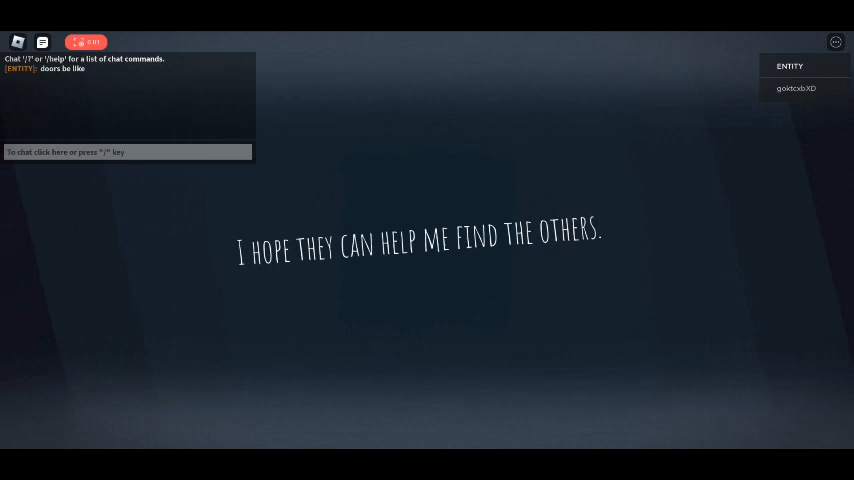 Chat '/?' or '/help' for a list of chat commands.
[ENTITY]: doors be like
To chat click here or press "/" key
ENTITY
goktcxbXD
I HOPE THEY CAN HELP ME FIND THE OTHERS.